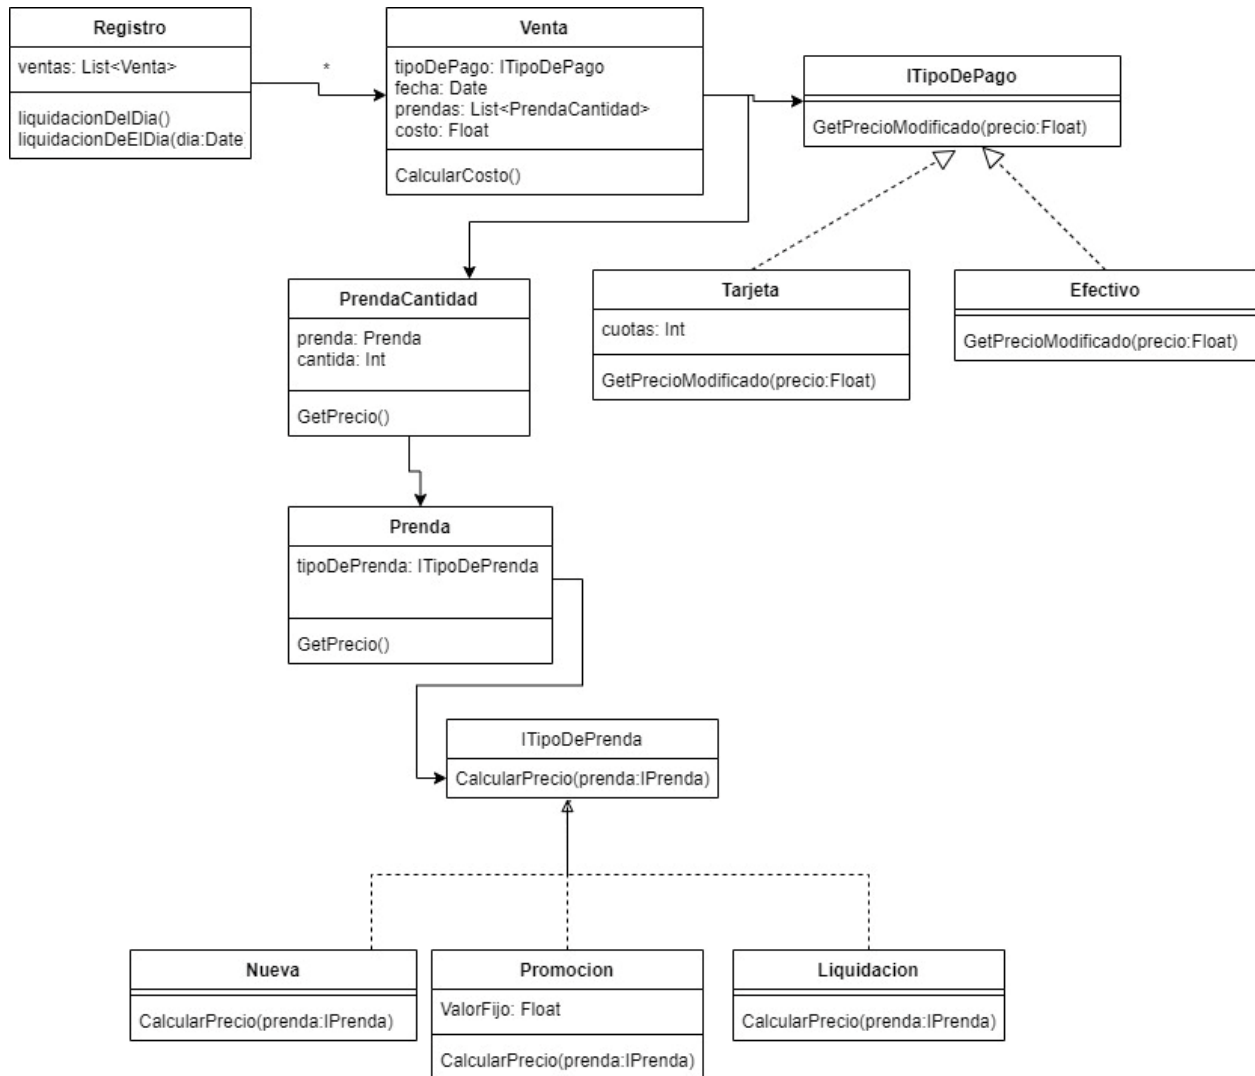 Registro
ventas: List<Venta>
liquidacionDelDia()
liquidacionDeElDia(dia:Date)
*
Venta
tipoDePago: ITipoDePago
fecha: Date
prendas: List<PrendaCantidad>
costo: Float
CalcularCosto()
ITipoDePago
GetPrecioModificado(precio:Float)
Tarjeta
cuotas: Int
GetPrecioModificado(precio:Float)
Efectivo
GetPrecioModificado(precio:Float)
PrendaCantidad
prenda: Prenda
cantida: Int
GetPrecio()
Prenda
tipoDePrenda: ITipoDePrenda
GetPrecio()
ITipoDePrenda
CalcularPrecio(prenda:IPrenda)
Nueva
CalcularPrecio(prenda:IPrenda)
Promocion
ValorFijo: Float
CalcularPrecio(prenda:IPrenda)
Liquidacion
CalcularPrecio(prenda:IPrenda)